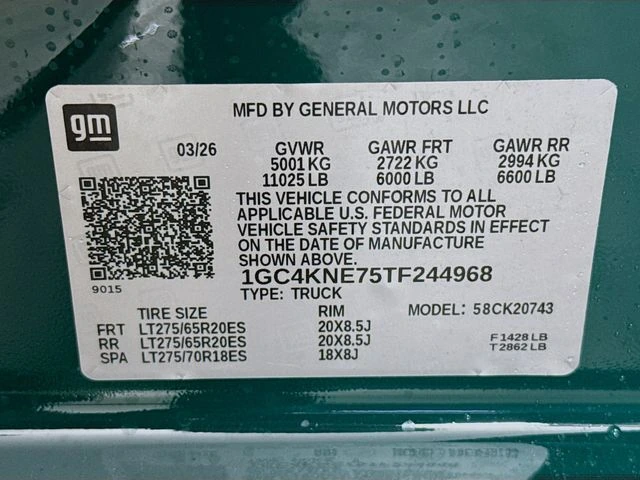 gm
MFD BY GENERAL MOTORS LLC
03/26 GVWR GAWR FRT GAWR RR
5001 KG 2722 KG 2994 KG
11025 LB 6000 LB 6600 LB
THIS VEHICLE CONFORMS TO ALL
APPLICABLE U.S. FEDERAL MOTOR
VEHICLE SAFETY STANDARDS IN EFFECT
ON THE DATE OF MANUFACTURE
SHOWN ABOVE.
9015
1GC4KNE75TF244968
TYPE: TRUCK
TIRE SIZE RIM MODEL: 58CK20743
FRT LT275/65R20ES 20X8.5J F1428 LB
RR LT275/65R20ES 20X8.5J T2862 LB
SPA LT275/70R18ES 18X8J